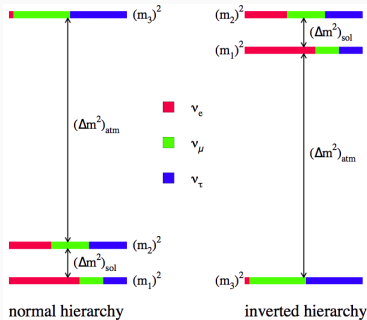 (m₃)²
(Δm²)atm
(m₂)²
(Δm²)sol
(m₁)²
normal hierarchy
νe
νμ
ντ
(m₂)²
(Δm²)sol
(m₁)²
(Δm²)atm
(m₃)²
inverted hierarchy